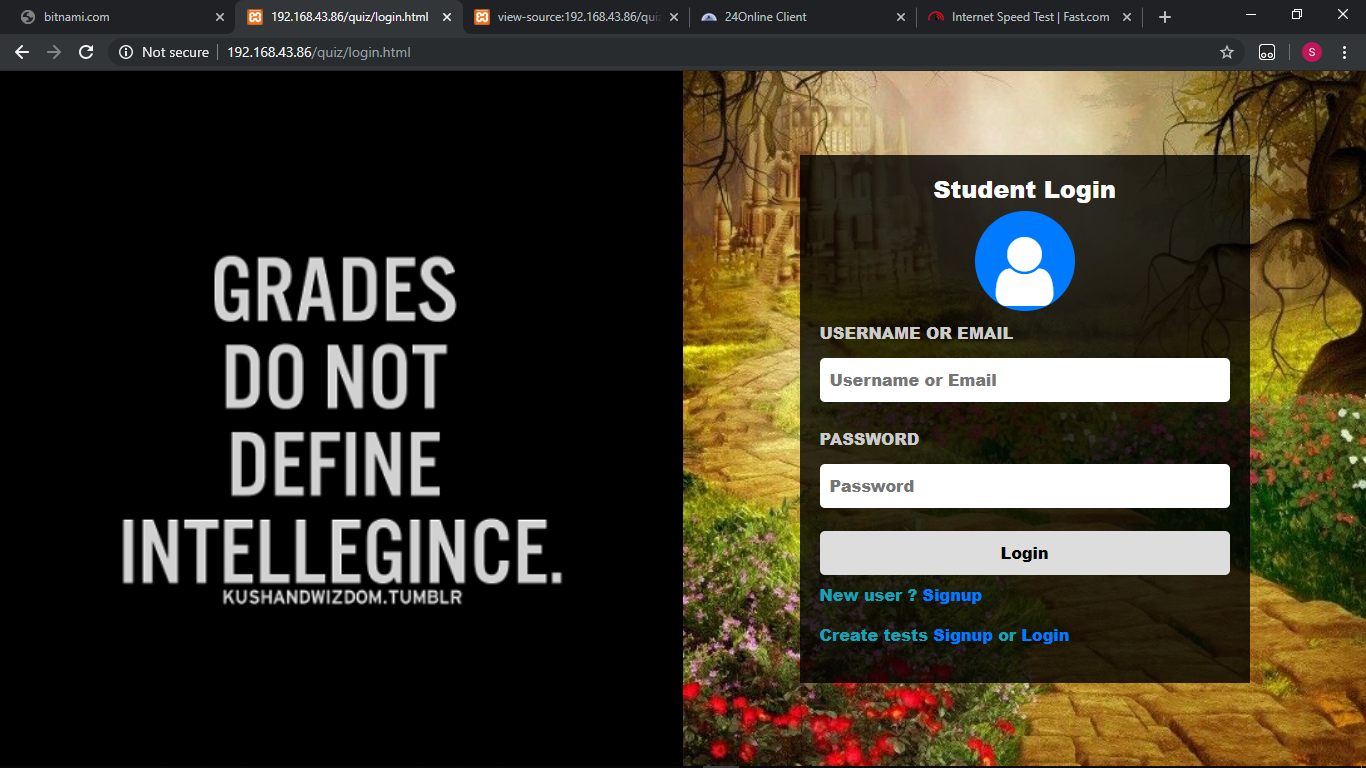 bitnami.com
192.168.43.86/quiz/login.html
view-source:192.168.43.86/qui
24Online Client
Internet Speed Test | Fast.com
Not secure
192.168.43.86/quiz/login.html
S
GRADES
DO NOT
DEFINE
INTELLEGINCE.
KUSHANDWIZDOM.TUMBLR
Student Login
USERNAME OR EMAIL
Username or Email
PASSWORD
Password
Login
New user ? Signup
Create tests Signup or Login